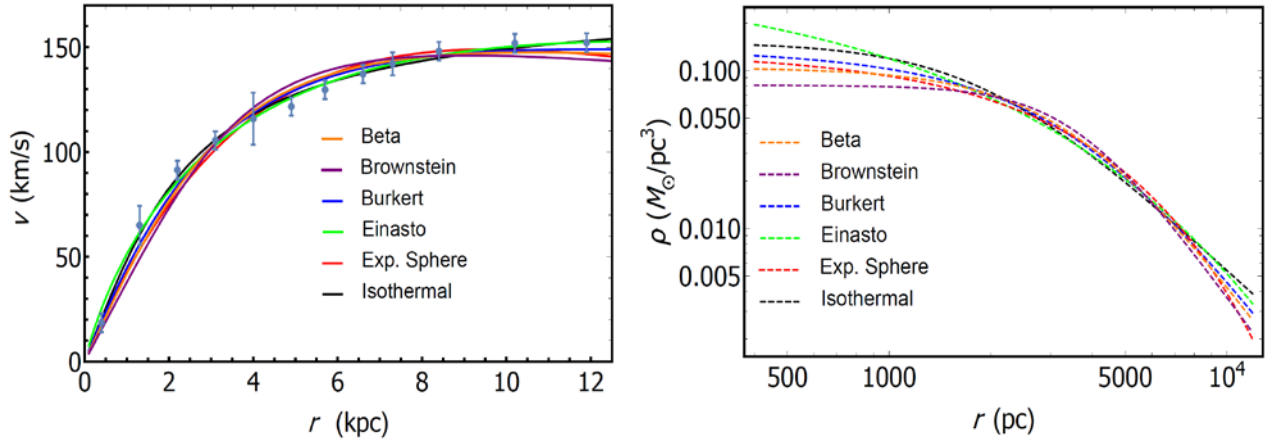 150
100
50
0
v (km/s)
Beta
Brownstein
Burkert
Einasto
Exp. Sphere
Isothermal
0 2 4 6 8 10 12
r (kpc)
0.100
0.050
0.010
0.005
ρ (M⊙/pc³)
Beta
Brownstein
Burkert
Einasto
Exp. Sphere
Isothermal
500 1000 5000 10⁴
r (pc)